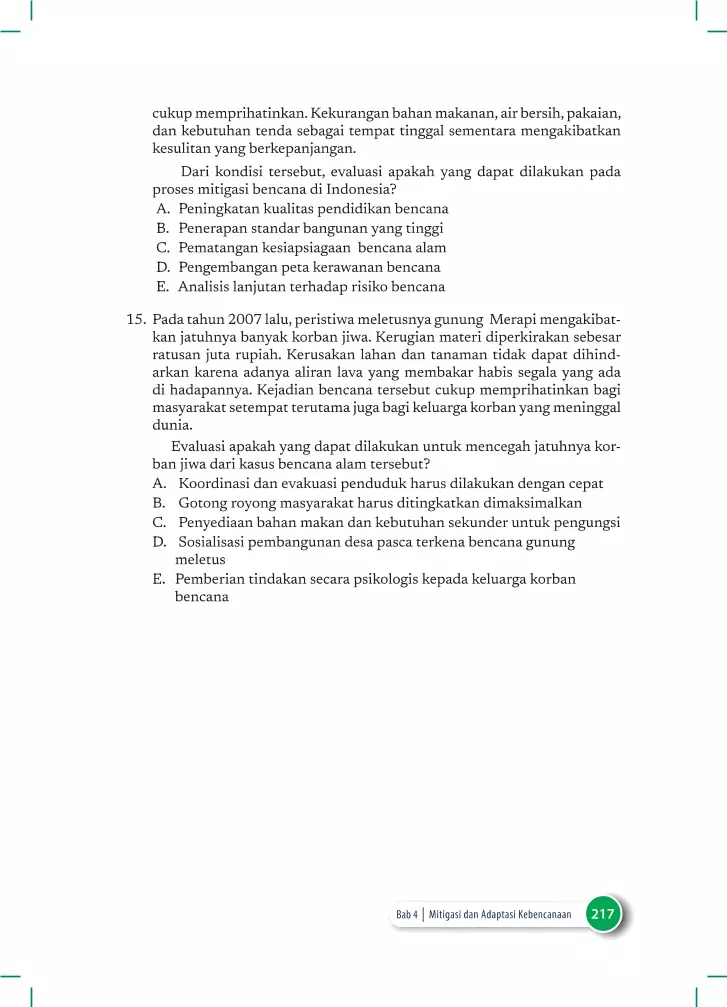 cukup memprihatinkan. Kekurangan bahan makanan, air bersih, pakaian,
dan kebutuhan tenda sebagai tempat tinggal sementara mengakibatkan
kesulitan yang berkepanjangan.
Dari kondisi tersebut, evaluasi apakah yang dapat dilakukan pada
proses mitigasi bencana di Indonesia?
A. Peningkatan kualitas pendidikan bencana
B. Penerapan standar bangunan yang tinggi
C. Pematangan kesiapsiagaan bencana alam
D. Pengembangan peta kerawanan bencana
E. Analisis lanjutan terhadap risiko bencana
15. Pada tahun 2007 lalu, peristiwa meletusnya gunung Merapi mengakibat-
kan jatuhnya banyak korban jiwa. Kerugian materi diperkirakan sebesar
ratusan juta rupiah. Kerusakan lahan dan tanaman tidak dapat dihind-
arkan karena adanya aliran lava yang membakar habis segala yang ada
di hadapannya. Kejadian bencana tersebut cukup memprihatinkan bagi
masyarakat setempat terutama juga bagi keluarga korban yang meninggal
dunia.
Evaluasi apakah yang dapat dilakukan untuk mencegah jatuhnya kor-
ban jiwa dari kasus bencana alam tersebut?
A. Koordinasi dan evakuasi penduduk harus dilakukan dengan cepat
B. Gotong royong masyarakat harus ditingkatkan dimaksimalkan
C. Penyediaan bahan makan dan kebutuhan sekunder untuk pengungsi
D. Sosialisasi pembangunan desa pasca terkena bencana gunung
meletus
E. Pemberian tindakan secara psikologis kepada keluarga korban
bencana
Bab 4 | Mitigasi dan Adaptasi Kebencanaan 217